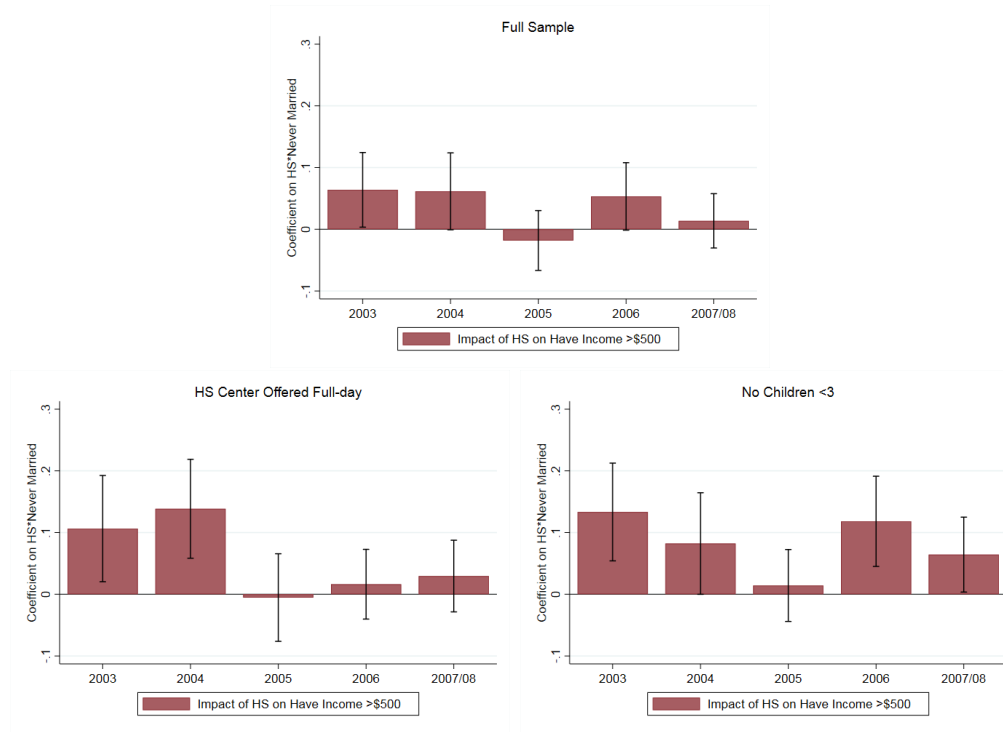 Full Sample
Coefficient on HS*Never Married
.3
.2
.1
0
-.1
2003 2004 2005 2006 2007/08
Impact of HS on Have Income >$500
HS Center Offered Full-day
Coefficient on HS*Never Married
.3
.2
.1
0
-.1
2003 2004 2005 2006 2007/08
Impact of HS on Have Income >$500
No Children <3
Coefficient on HS*Never Married
.3
.2
.1
0
-.1
2003 2004 2005 2006 2007/08
Impact of HS on Have Income >$500